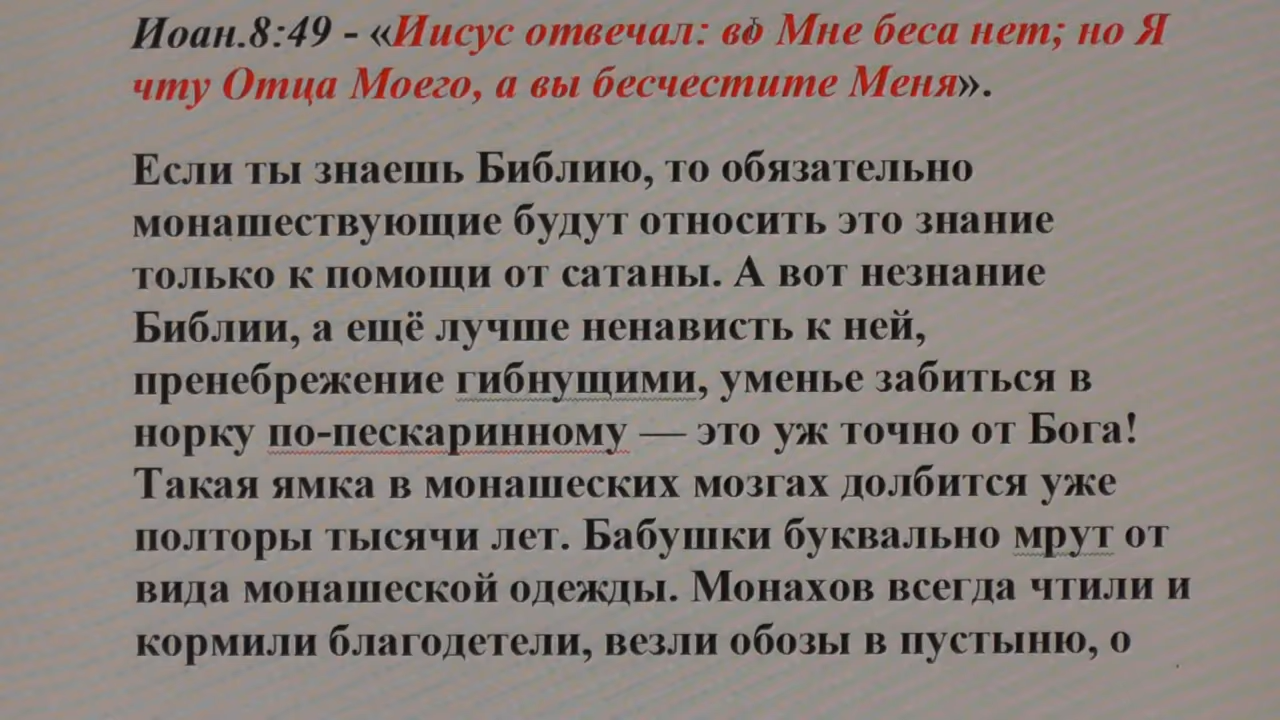 Иоан.8:49 - «Иисус отвечал: во Мне беса нет; но Я
чту Отца Моего, а вы бесчестите Меня».
Если ты знаешь Библию, то обязательно
монашествующие будут относить это знание
только к помощи от сатаны. А вот незнание
Библии, а ещё лучше ненависть к ней,
пренебрежение гибнущими, уменье забиться в
норку по-пескаринному — это уж точно от Бога!
Такая ямка в монашеских мозгах долбится уже
полторы тысячи лет. Бабушки буквально мрут от
вида монашеской одежды. Монахов всегда чтили и
кормили благодетели, везли обозы в пустыню, о